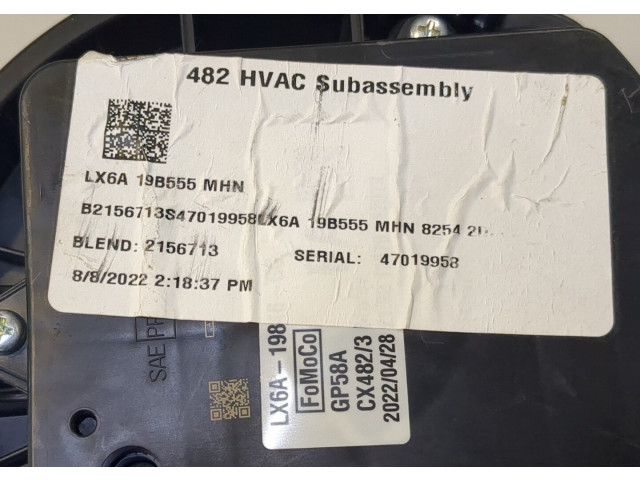 482 HVAC Subassembly
LX6A 19B555 MHN
B2156713S47019958LX6A 19B555 MHN 8254
BLEND: 2156713 SERIAL: 47019958
8/8/2022 2:18:37 PM
SAE
LX6A-19
FoMoCo
GP58A
CX482/3
2022/04/28